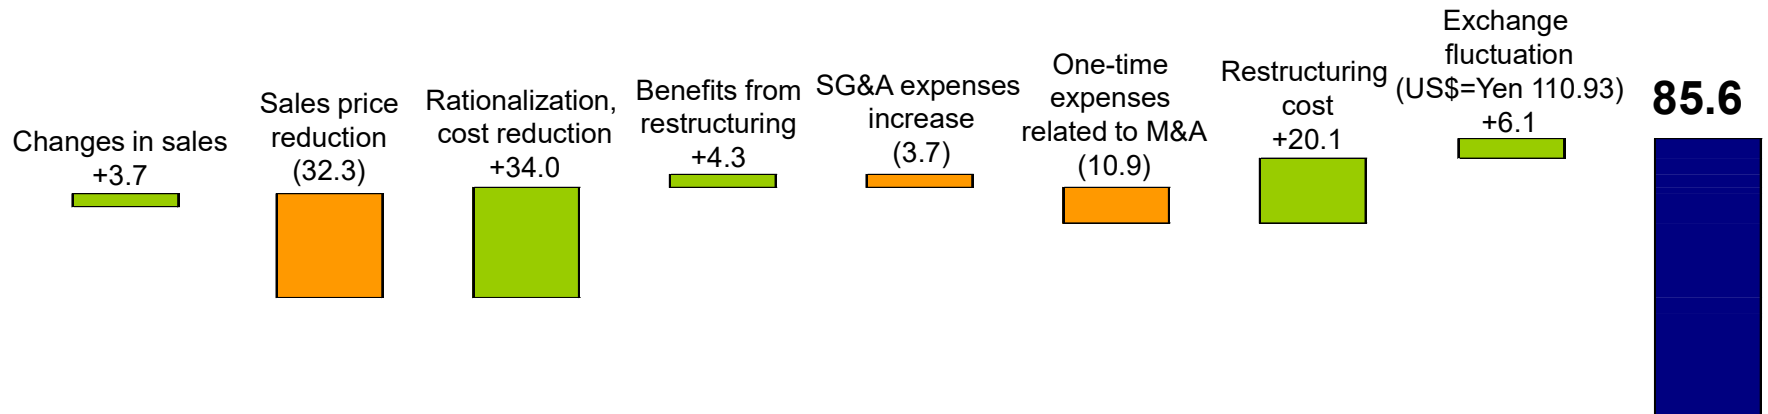 Changes in sales
+3.7
Sales price
reduction
(32.3)
Rationalization,
cost reduction
+34.0
Benefits from
restructuring
+4.3
SG&A expenses
increase
(3.7)
One-time
expenses
related to M&A
(10.9)
Restructuring
cost
+20.1
Exchange
fluctuation
(US$=Yen 110.93)
+6.1
85.6